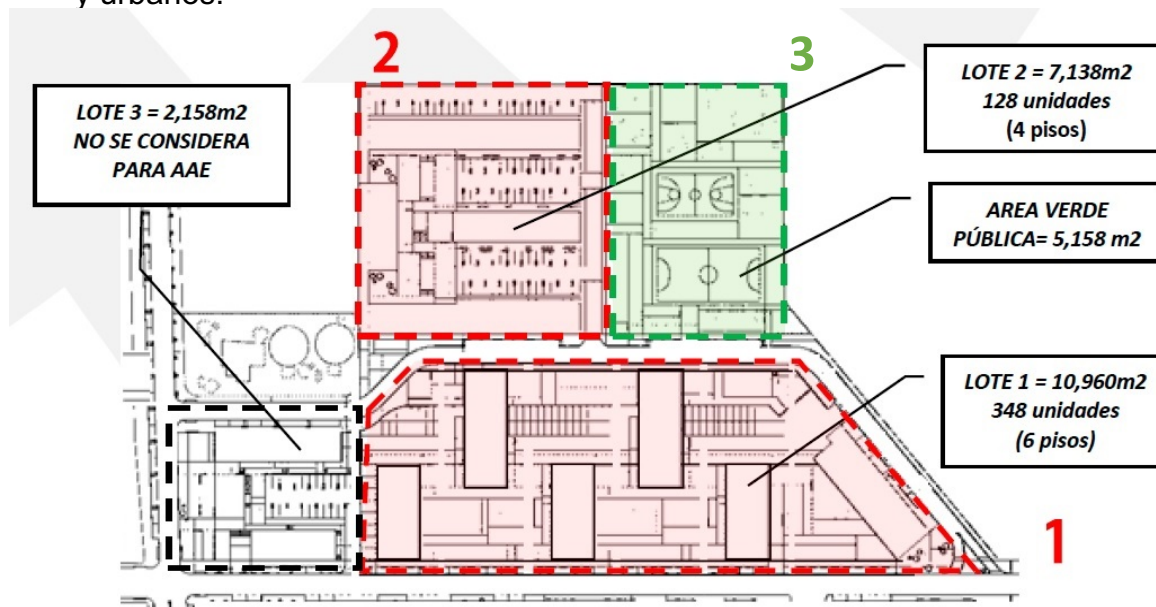 y urbanos.
2
3
LOTE 3 = 2,158m2
NO SE CONSIDERA
PARA AAE
LOTE 2 = 7,138m2
128 unidades
(4 pisos)
AREA VERDE
PÚBLICA= 5,158 m2
LOTE 1 = 10,960m2
348 unidades
(6 pisos)
1